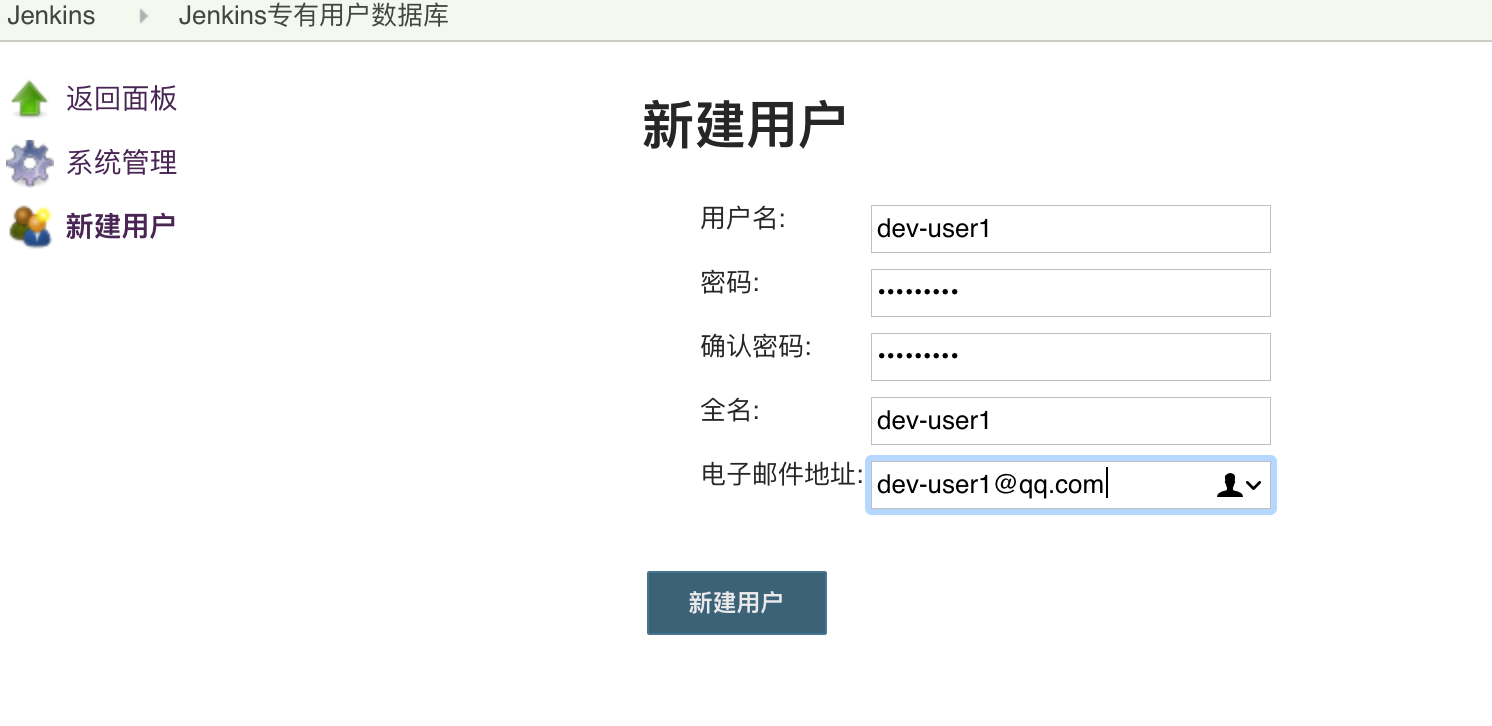 Jenkins Jenkins专有用户数据库
返回面板
系统管理
新建用户
新建用户
用户名: dev-user1
密码: •••••••••
确认密码: •••••••••
全名: dev-user1
电子邮件地址: dev-user1@qq.com
新建用户